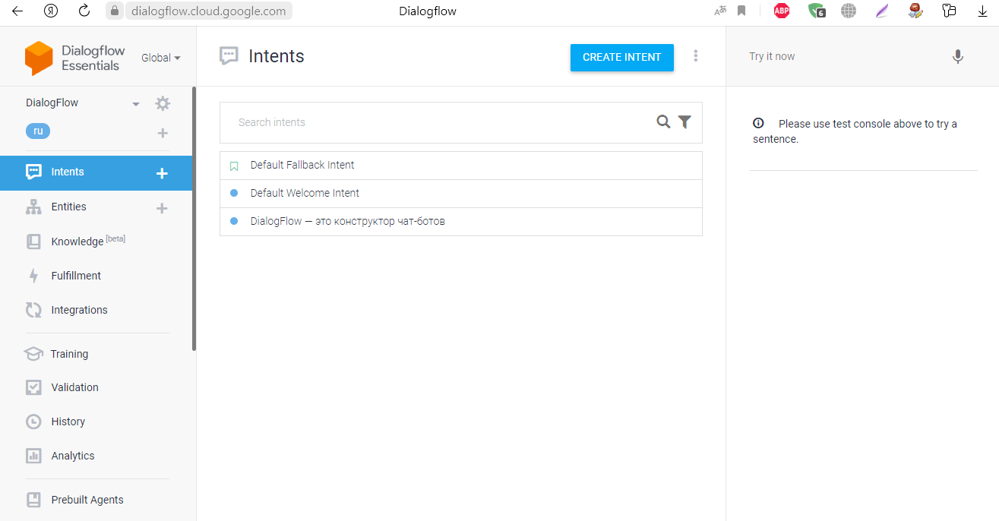 Я
dialogflow.cloud.google.com
Dialogflow
ABP
6
Dialogflow
Essentials
Global
Intents
CREATE INTENT
Try it now
DialogFlow
ru
Search intents
Please use test console above to try a
sentence.
Default Fallback Intent
Intents
Default Welcome Intent
Entities
DialogFlow — это конструктор чат-ботов
Knowledge [beta]
Fulfillment
Integrations
Training
Validation
History
Analytics
Prebuilt Agents